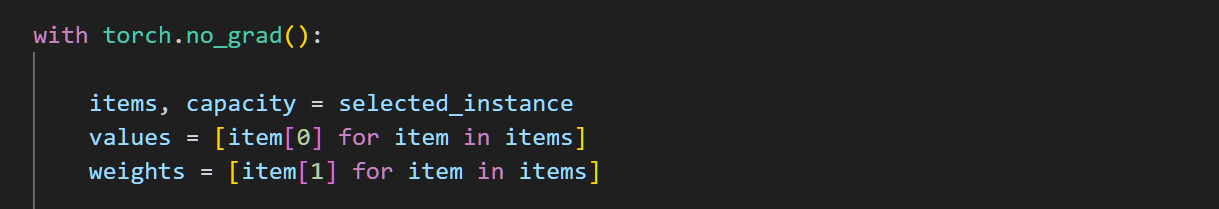 with torch.no_grad():
items, capacity = selected_instance
values = [item[0] for item in items]
weights = [item[1] for item in items]